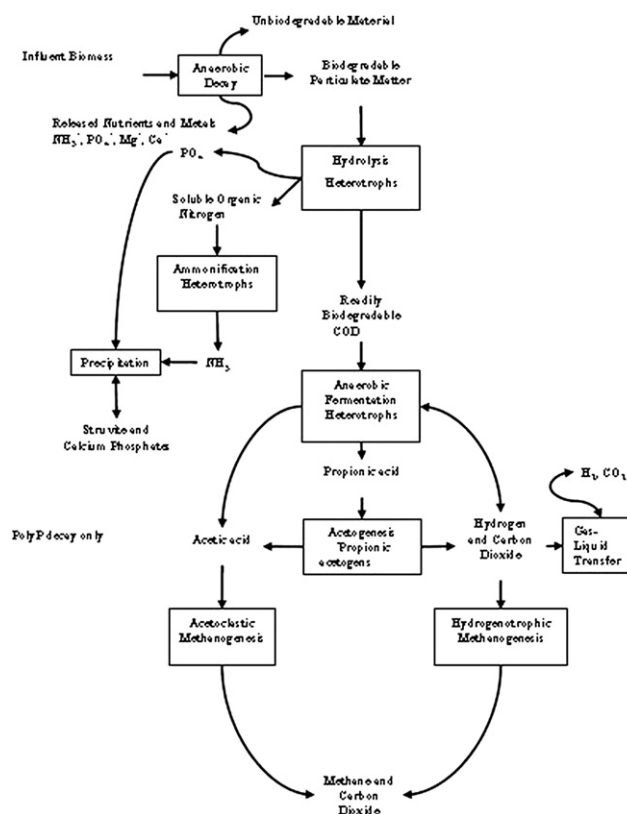 Unbiodegradable Material
Influent Biomass
Anaerobic
Decay
Biodegradable
Particulate Matter
Released Nutrients and Metals
NH₃⁻, PO₄⁻, Mg⁺, Ca⁺
PO₄
Hydrolysis
Heterotrophs
Soluble Organic
Nitrogen
Ammonification
Heterotrophs
Readily
Biodegradable
COD
Precipitation
NH₃
Anaerobic
Fermentation
Heterotrophs
Struvite and
Calcium Phosphates
Propionic acid
H₂, CO₂
PolyP decay only
Acetic acid
Acetogenesis
Propionic
acetogens
Hydrogen
and Carbon
Dioxide
Gas-
Liquid
Transfer
Acetoclastic
Methanogenesis
Hydrogenotrophic
Methanogenesis
Methane and
Carbon
Dioxide